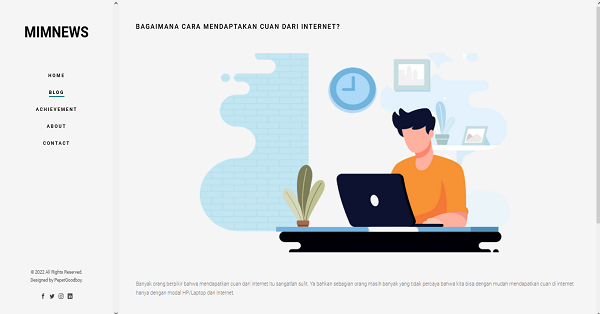 MIMNEWS
HOME
BLOG
ACHIEVEMENT
ABOUT
CONTACT
© 2022 All Rights Reserved.
Designed by PaperGoodboy.
BAGAIMANA CARA MENDAPTAKAN CUAN DARI INTERNET?
Banyak orang berbikir bahwa mendapatkan cuan dari internet itu sangatlah sulit. Ya bahkan sebagian orang masih banyak yang tidak percaya bahwa kita bisa dengan mudah mendapatkan cuan di internet
hanya dengan modal HP/Laptop dan internet.